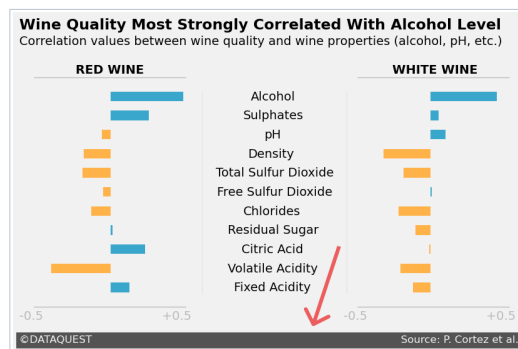 Wine Quality Most Strongly Correlated With Alcohol Level
Correlation values between wine quality and wine properties (alcohol, pH, etc.)
RED WINE
WHITE WINE
Alcohol
Sulphates
pH
Density
Total Sulfur Dioxide
Free Sulfur Dioxide
Chlorides
Residual Sugar
Citric Acid
Volatile Acidity
Fixed Acidity
-0.5 +0.5 -0.5 +0.5
©DATAQUEST Source: P. Cortez et al.